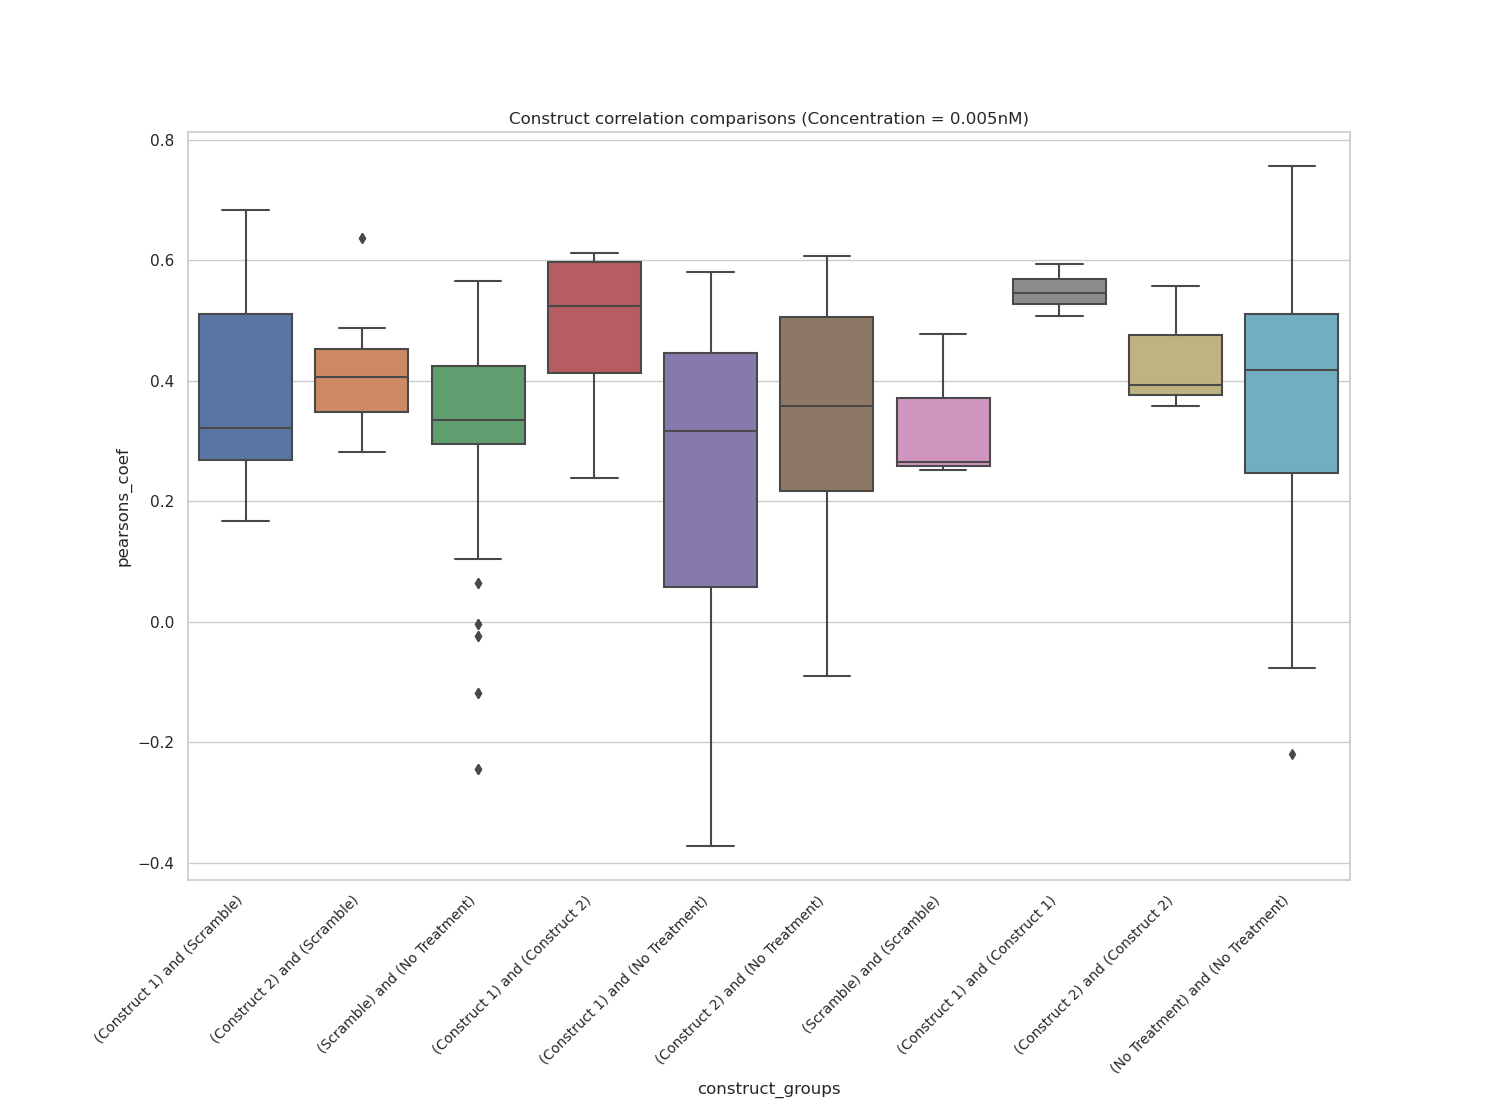 Construct correlation comparisons (Concentration = 0.005nM)
0.8
0.6
0.4
0.2
0.0
−0.2
−0.4
pearsons_coef
(Construct 1) and (Scramble)
(Construct 2) and (Scramble)
(Scramble) and (No Treatment)
(Construct 1) and (Construct 2)
(Construct 1) and (No Treatment)
(Construct 2) and (No Treatment)
(Scramble) and (Scramble)
(Construct 1) and (Construct 1)
(Construct 2) and (Construct 2)
(No Treatment) and (No Treatment)
construct_groups